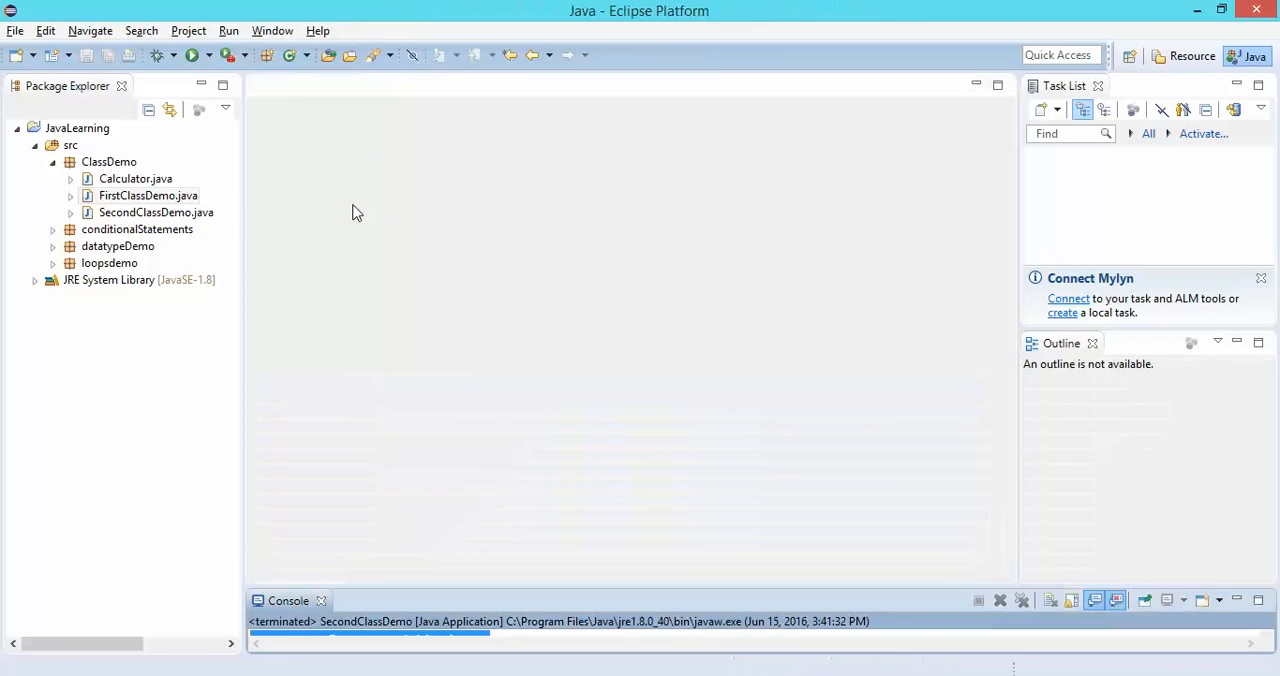 Java - Eclipse Platform
File Edit Navigate Search Project Run Window Help
Quick Access
Resource
Java
Package Explorer
JavaLearning
src
ClassDemo
Calculator.java
FirstClassDemo.java
SecondClassDemo.java
conditionalStatements
datatypeDemo
loopsdemo
JRE System Library [JavaSE-1.8]
Task List
Find
All
Activate...
Connect Mylyn
Connect to your task and ALM tools or
create a local task.
Outline
An outline is not available.
Console
<terminated> SecondClassDemo [Java Application] C:\Program Files\Java\jre1.8.0_40\bin\javaw.exe (Jun 15, 2016, 3:41:32 PM)